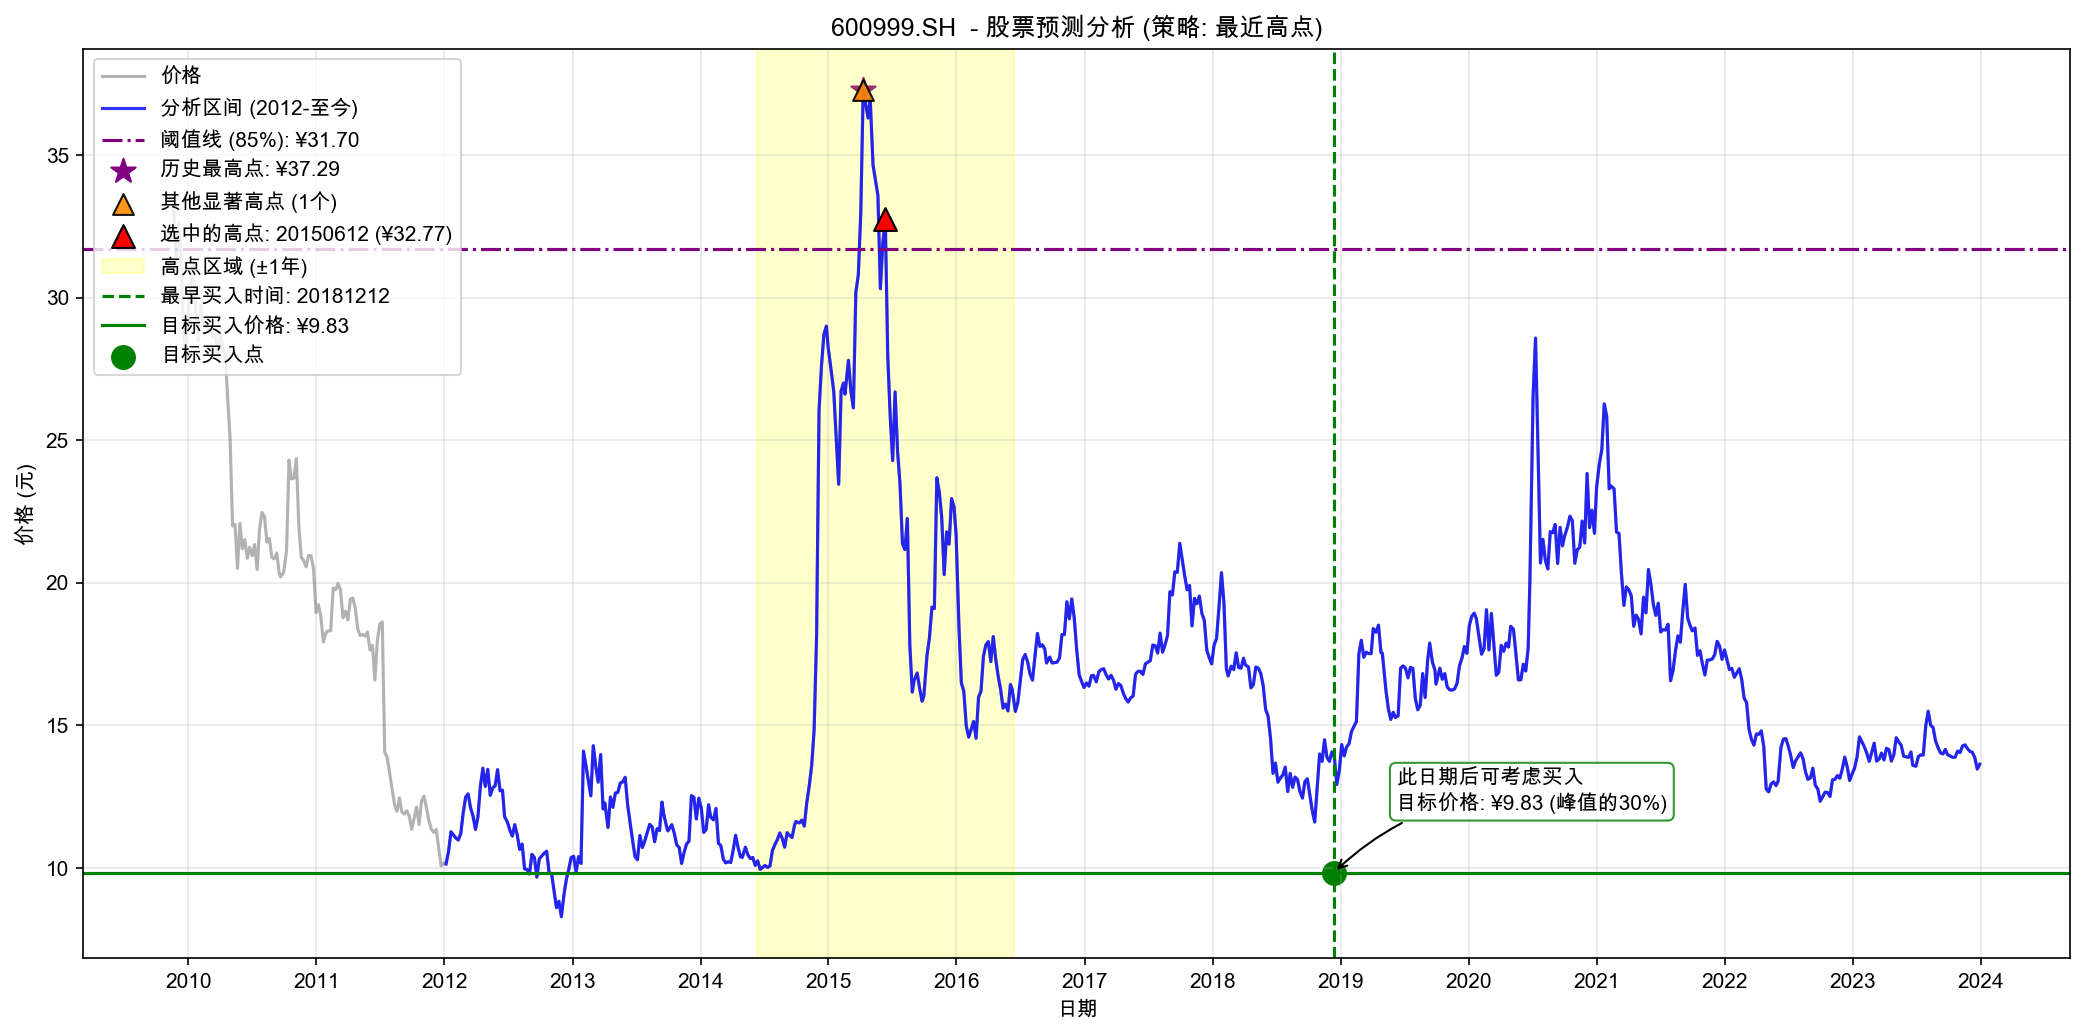 600999.SH  - 股票预测分析 (策略: 最近高点)
价格
分析区间 (2012-至今)
阈值线 (85%): ¥31.70
历史最高点: ¥37.29
其他显著高点 (1个)
选中的高点: 20150612 (¥32.77)
高点区域 (±1年)
最早买入时间: 20181212
目标买入价格: ¥9.83
目标买入点
价格 (元)
35
30
25
20
15
10
此日期后可考虑买入
目标价格: ¥9.83 (峰值的30%)
2010 2011 2012 2013 2014 2015 2016 2017 2018 2019 2020 2021 2022 2023 2024
日期